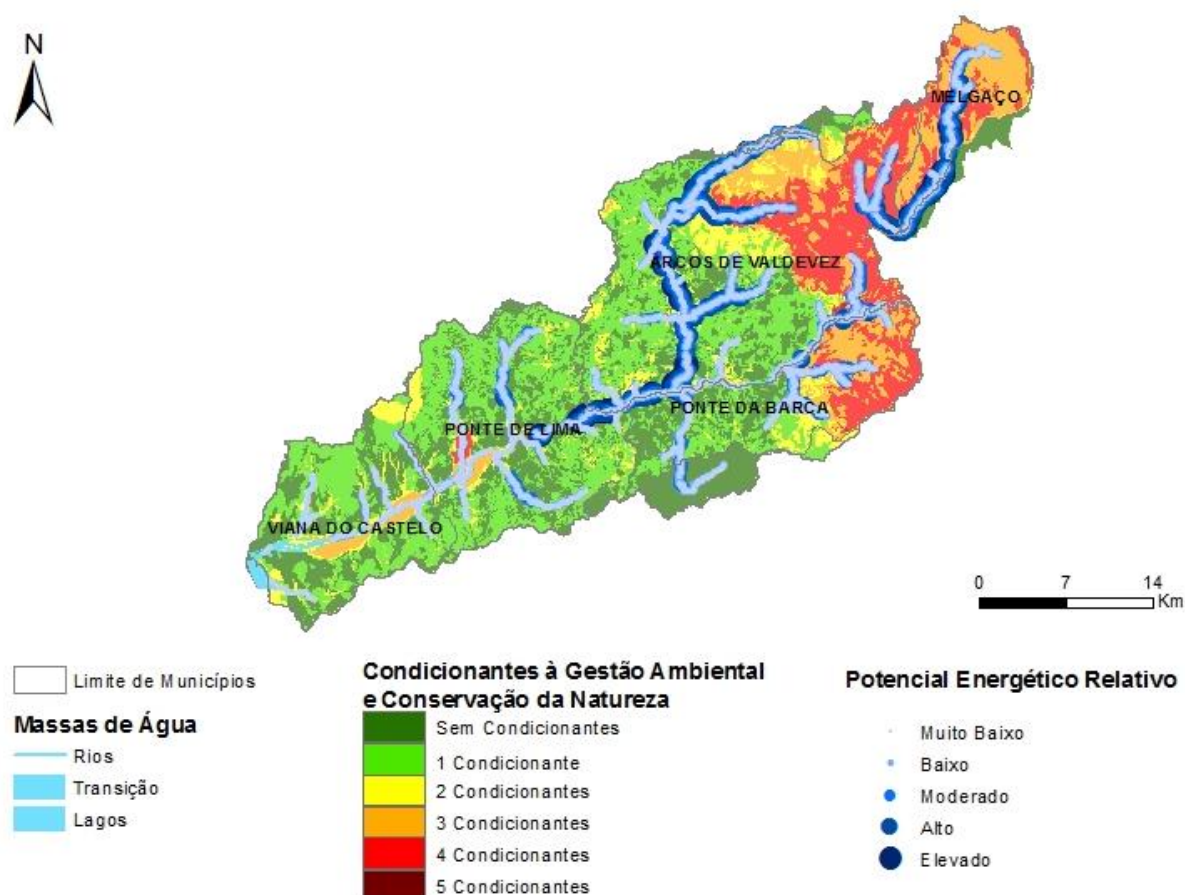 N
MELGAÇO
ARCOS DE VALDEVEZ
PONTE DA BARCA
PONTE DE LIMA
VIANA DO CASTELO
0 7 14
Km
Limite de Municípios
Massas de Água
Rios
Transição
Lagos
Condicionantes à Gestão Ambiental
e Conservação da Natureza
Sem Condicionantes
1 Condicionante
2 Condicionantes
3 Condicionantes
4 Condicionantes
5 Condicionantes
Potencial Energético Relativo
Muito Baixo
Baixo
Moderado
Alto
Elevado